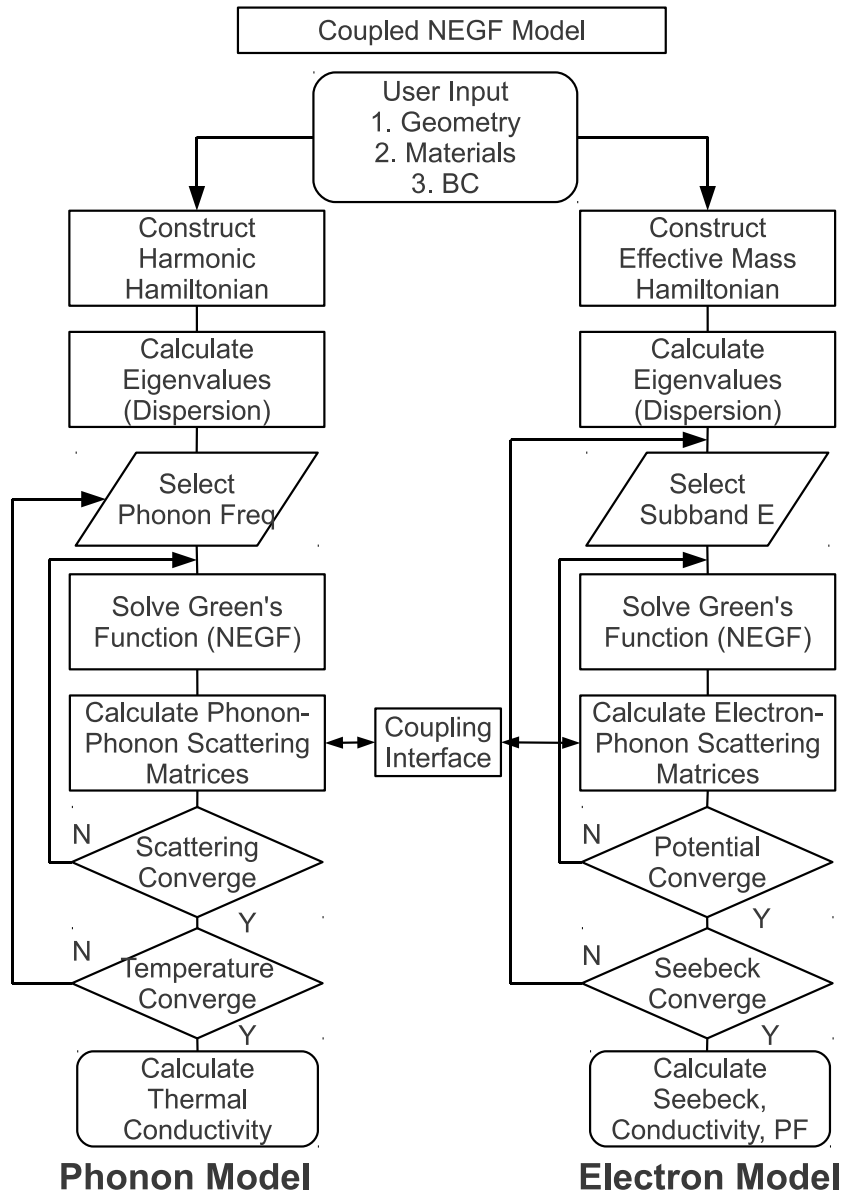 Coupled NEGF Model
User Input
1. Geometry
2. Materials
3. BC
Construct
Harmonic
Hamiltonian
Calculate
Eigenvalues
(Dispersion)
Select
Phonon Freq
Solve Green's
Function (NEGF)
Calculate Phonon-
Phonon Scattering
Matrices
N
Scattering
Converge
Y
N
Temperature
Converge
Y
Calculate
Thermal
Conductivity
Phonon Model
Coupling
Interface
Construct
Effective Mass
Hamiltonian
Calculate
Eigenvalues
(Dispersion)
Select
Subband E
Solve Green's
Function (NEGF)
Calculate Electron-
Phonon Scattering
Matrices
N
Potential
Converge
Y
N
Seebeck
Converge
Y
Calculate
Seebeck,
Conductivity, PF
Electron Model